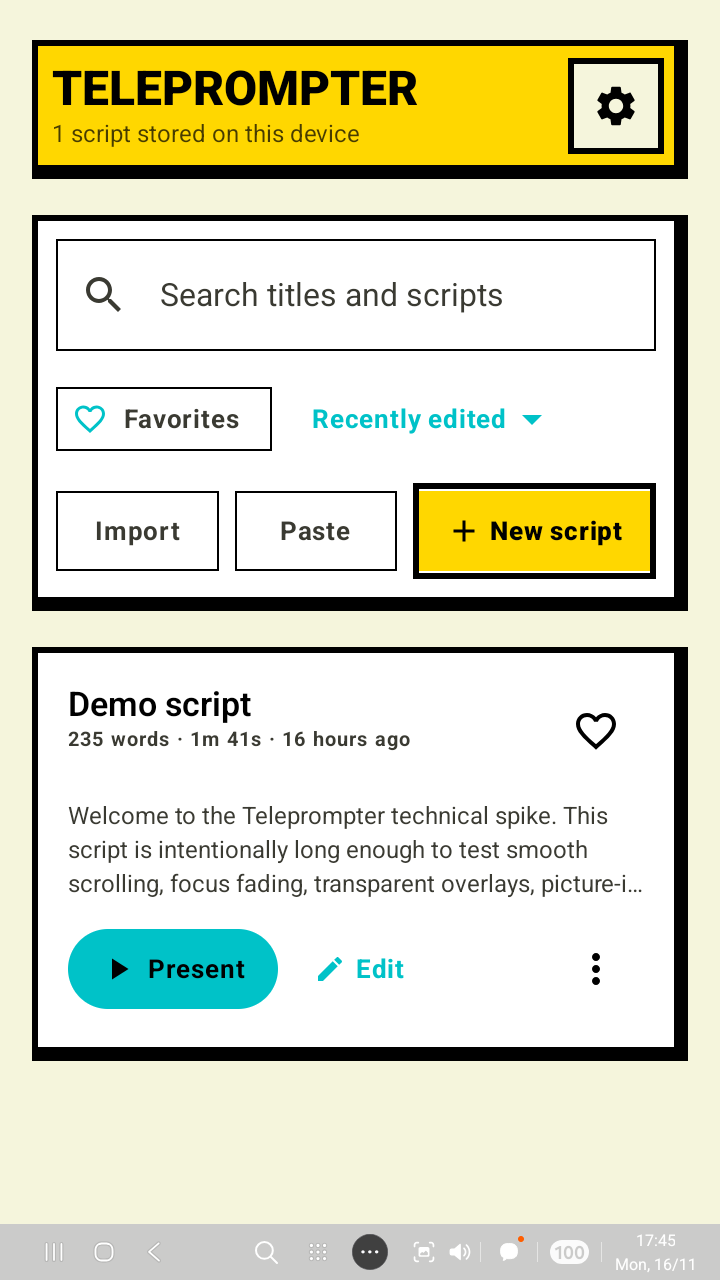 TELEPROMPTER
1 script stored on this device
Search titles and scripts
Favorites
Recently edited
Import
Paste
New script
Demo script
235 words · 1m 41s · 16 hours ago
Welcome to the Teleprompter technical spike. This
script is intentionally long enough to test smooth
scrolling, focus fading, transparent overlays, picture-i…
Present
Edit
100
17:45
Mon, 16/11